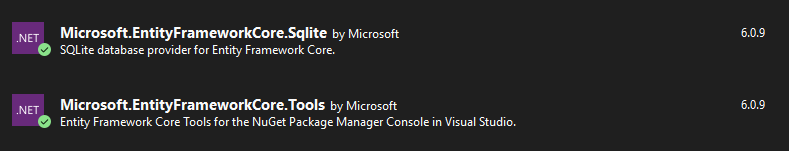 .NET
Microsoft.EntityFrameworkCore.Sqlite by Microsoft 6.0.9
SQLite database provider for Entity Framework Core.
.NET
Microsoft.EntityFrameworkCore.Tools by Microsoft 6.0.9
Entity Framework Core Tools for the NuGet Package Manager Console in Visual Studio.